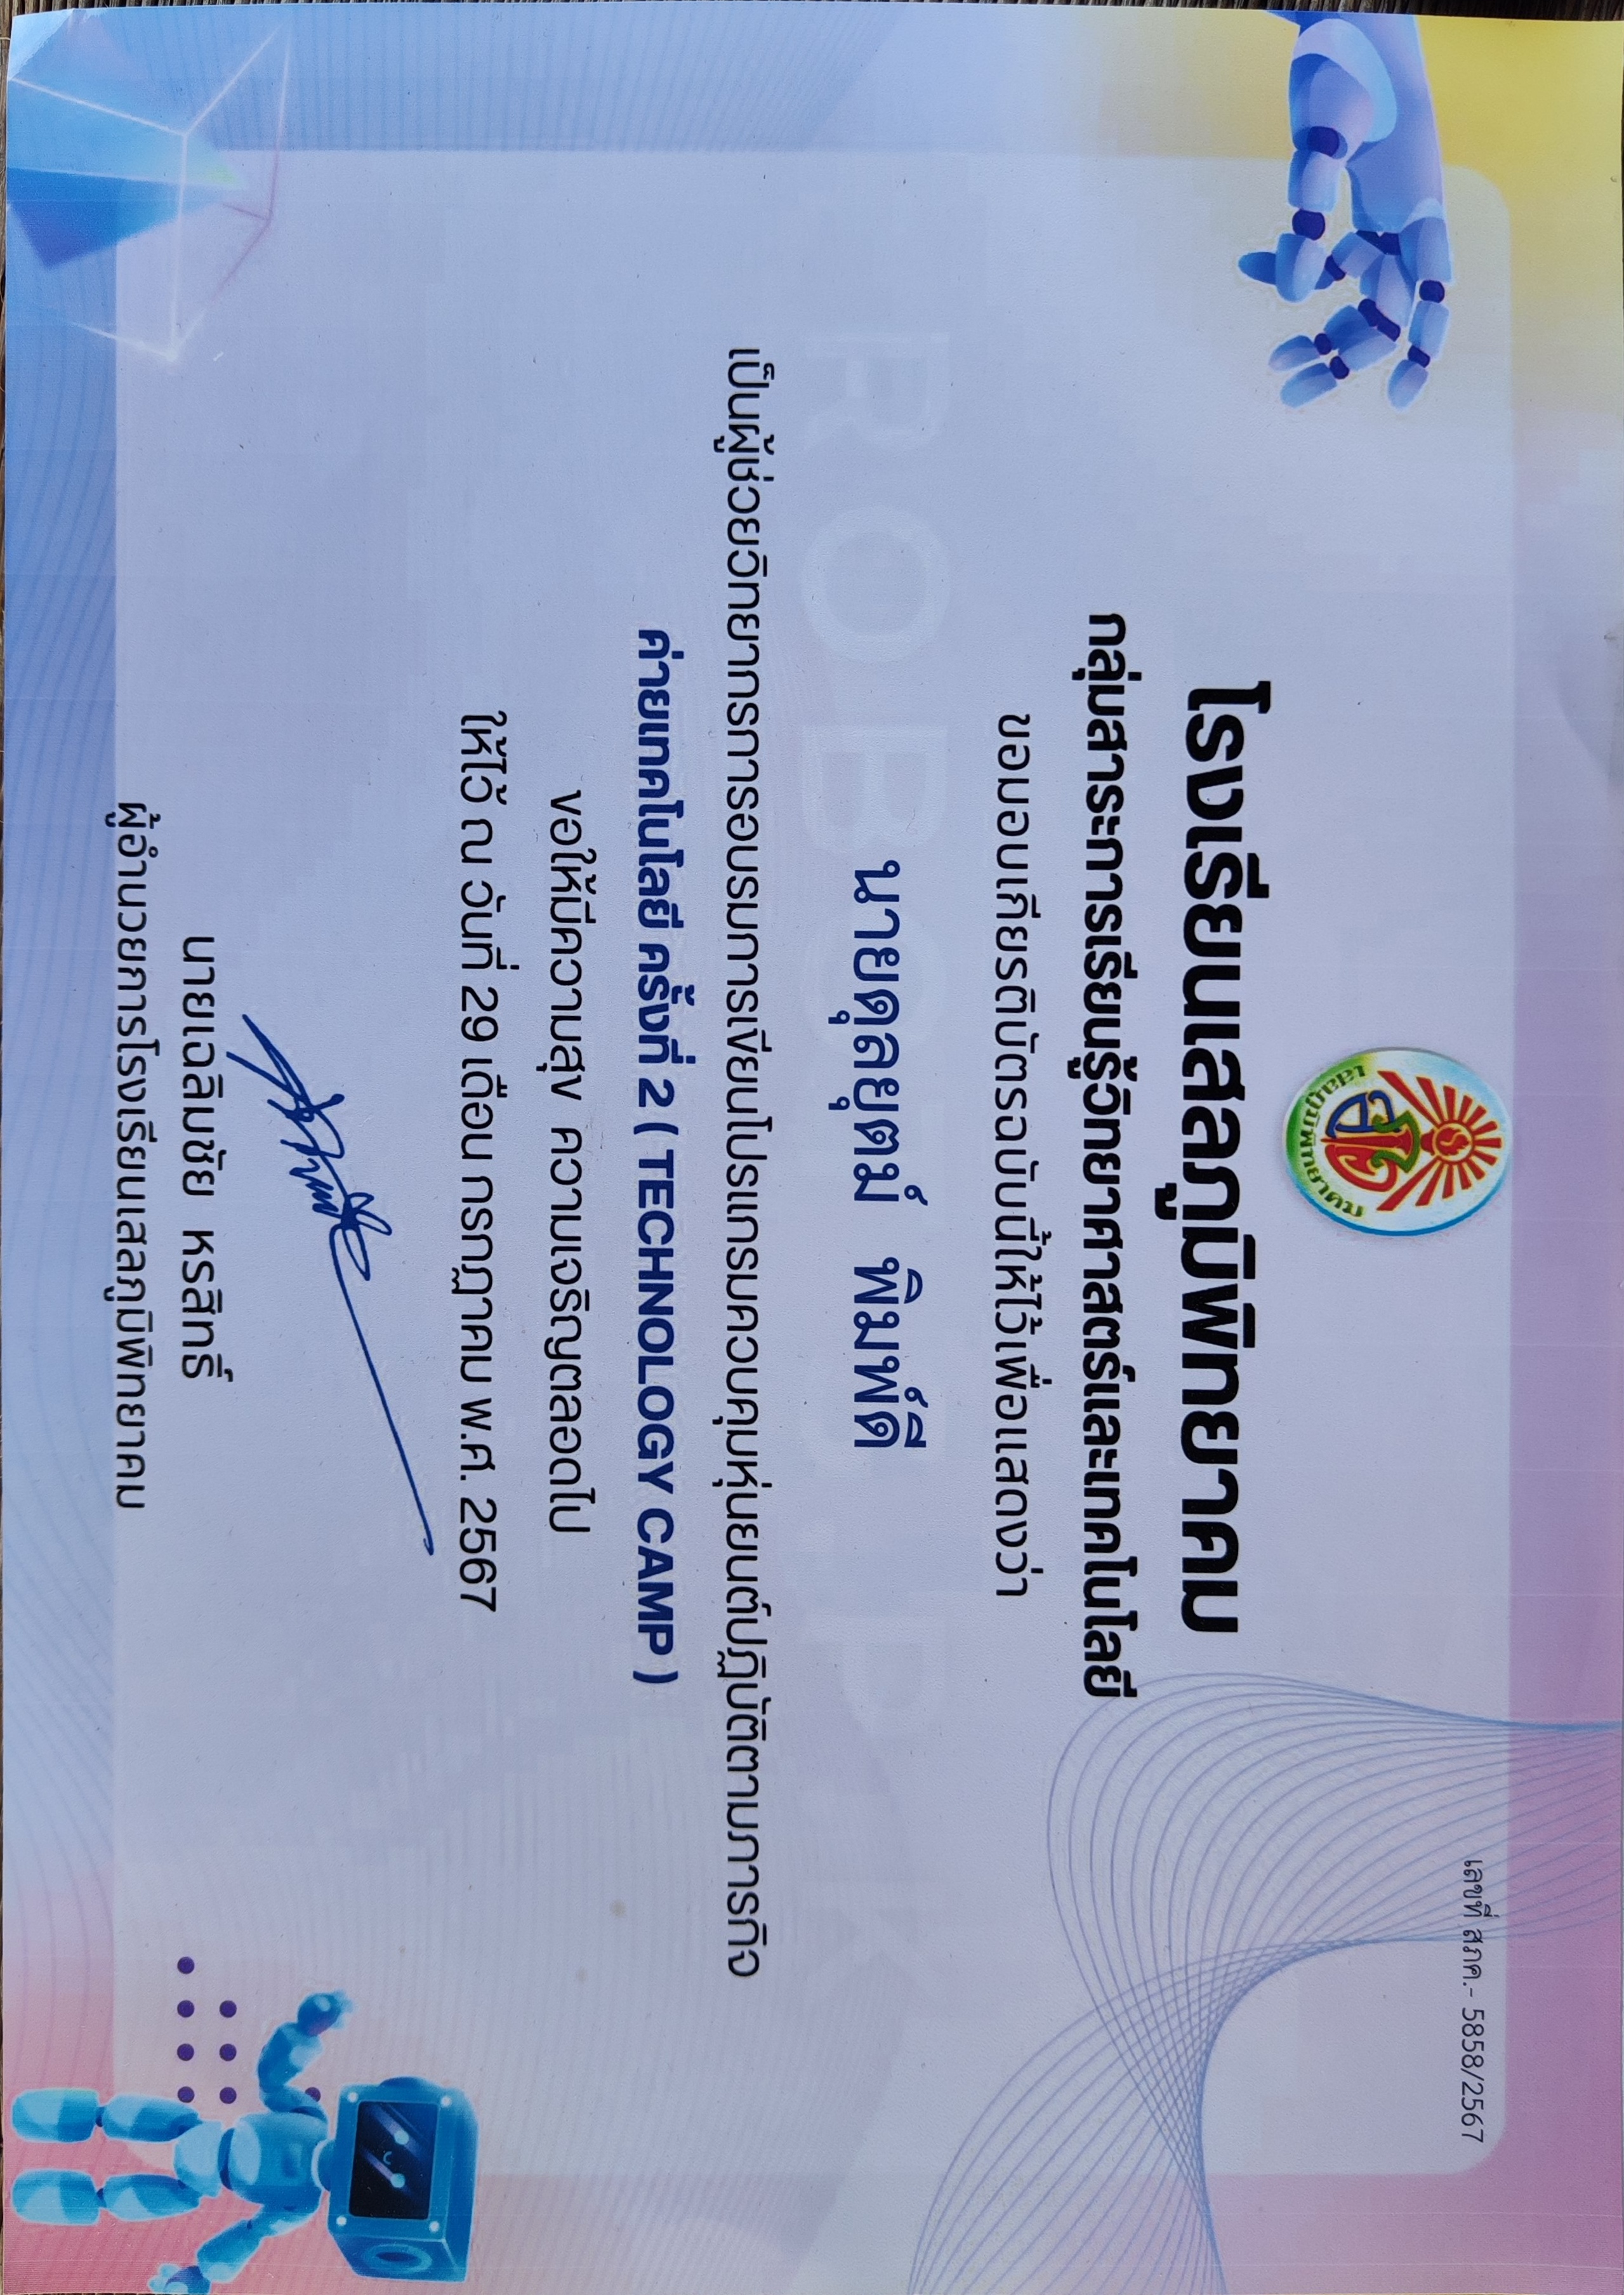 เลขที่ สภค.- 5858/2567
เสลภูมิพิทยาคม
โรงเรียนเสลภูมิพิทยาคม
กลุ่มสาระการเรียนรู้วิทยาศาสตร์และเทคโนโลยี
ขอมอบเกียรติบัตรฉบับนี้ให้ไว้เพื่อแสดงว่า
นายดุลยุตม์ พิมพ์ดี
เป็นผู้ช่วยวิทยากรการอบรมการเขียนโปรแกรมควบคุมหุ่นยนต์ปฏิบัติตามภารกิจ
ค่ายเทคโนโลยี ครั้งที่ 2 ( TECHNOLOGY CAMP )
ขอให้มีความสุข ความเจริญตลอดไป
ให้ไว้ ณ วันที่ 29 เดือน กรกฎาคม พ.ศ. 2567
นายเฉลิมชัย หรสิทธิ์
ผู้อำนวยการโรงเรียนเสลภูมิพิทยาคม